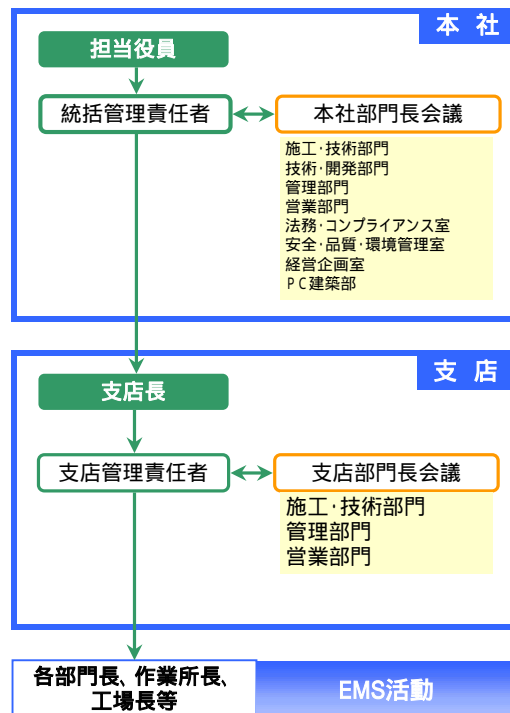 本 社
担当役員
統括管理責任者
本社部門長会議
施工・技術部門
技術・開発部門
管理部門
営業部門
法務・コンプライアンス室
安全・品質・環境管理室
経営企画室
PC建築部
支 店
支店長
支店管理責任者
支店部門長会議
施工・技術部門
管理部門
営業部門
各部門長、作業所長、
工場長等
EMS活動